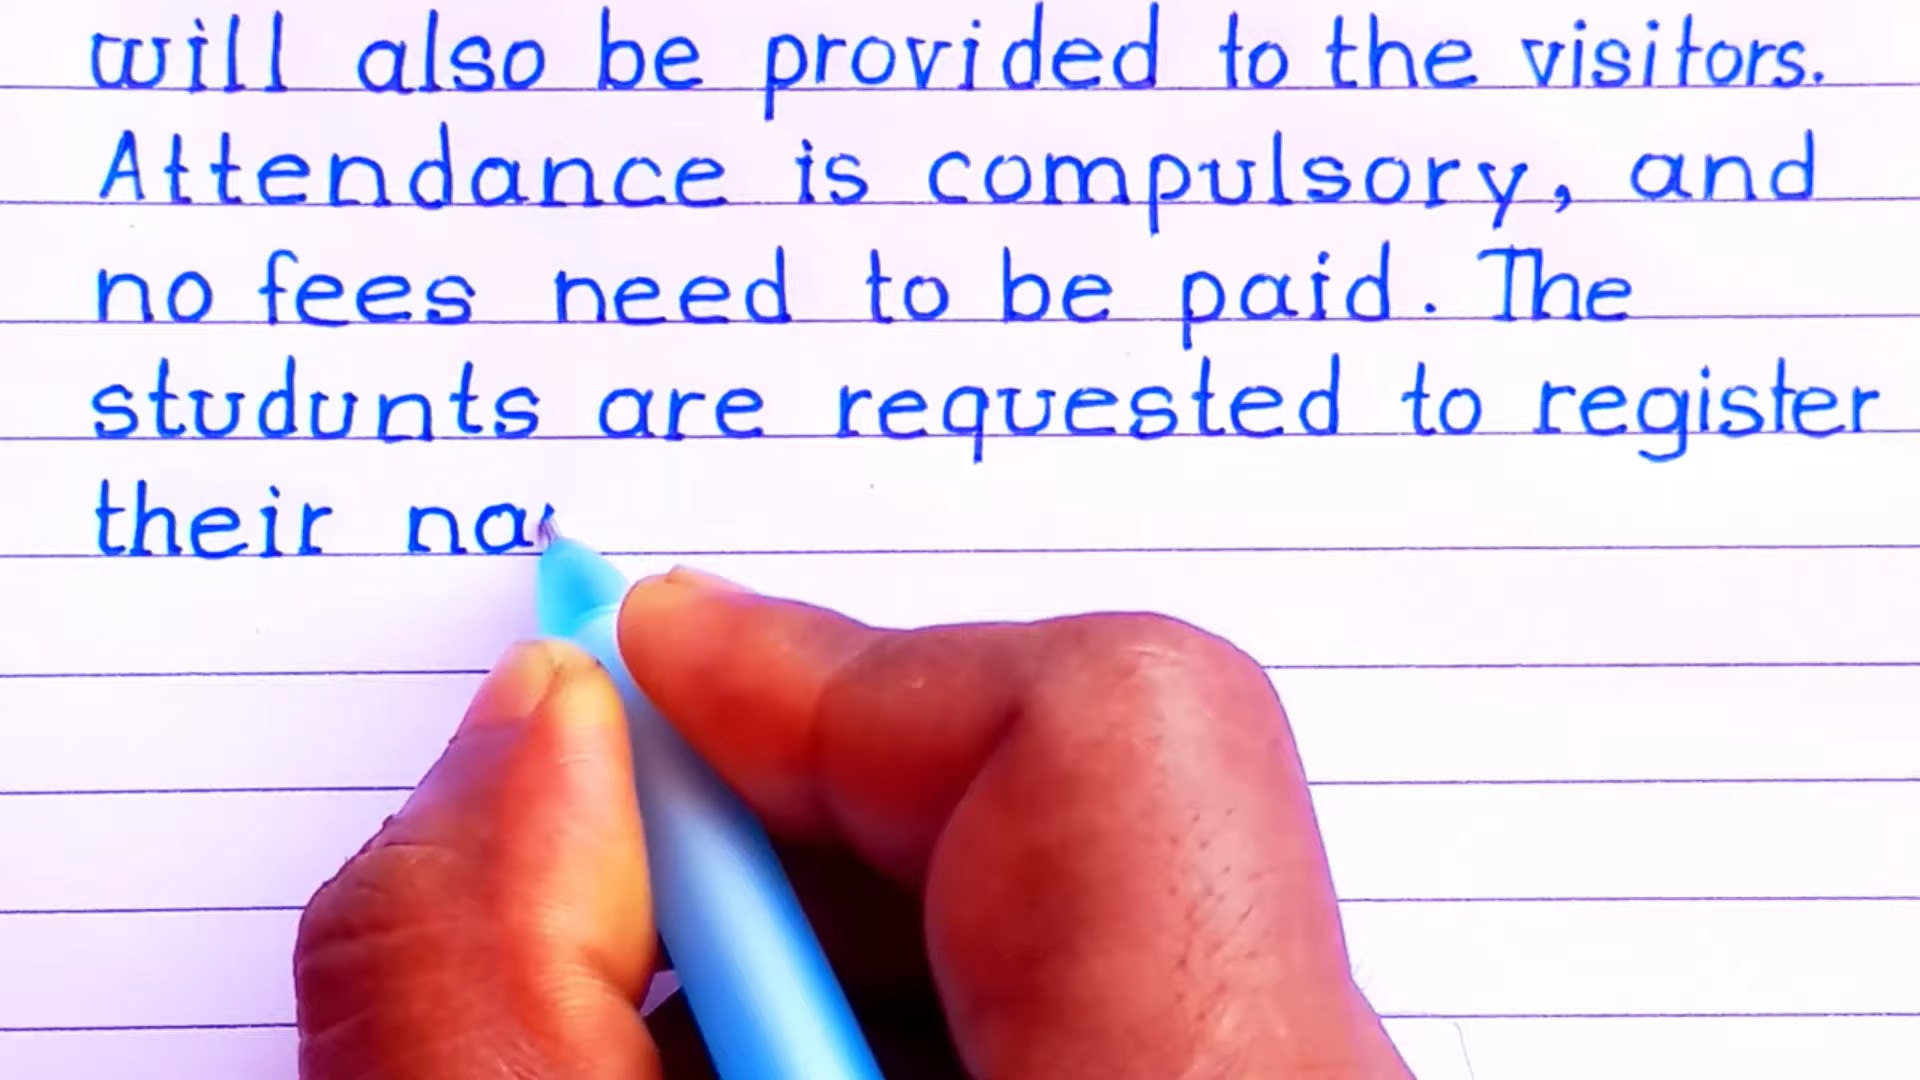 will also be provided to the visitors.
Attendance is compulsory, and
no fees need to be paid. The
studunts are requested to register
their na